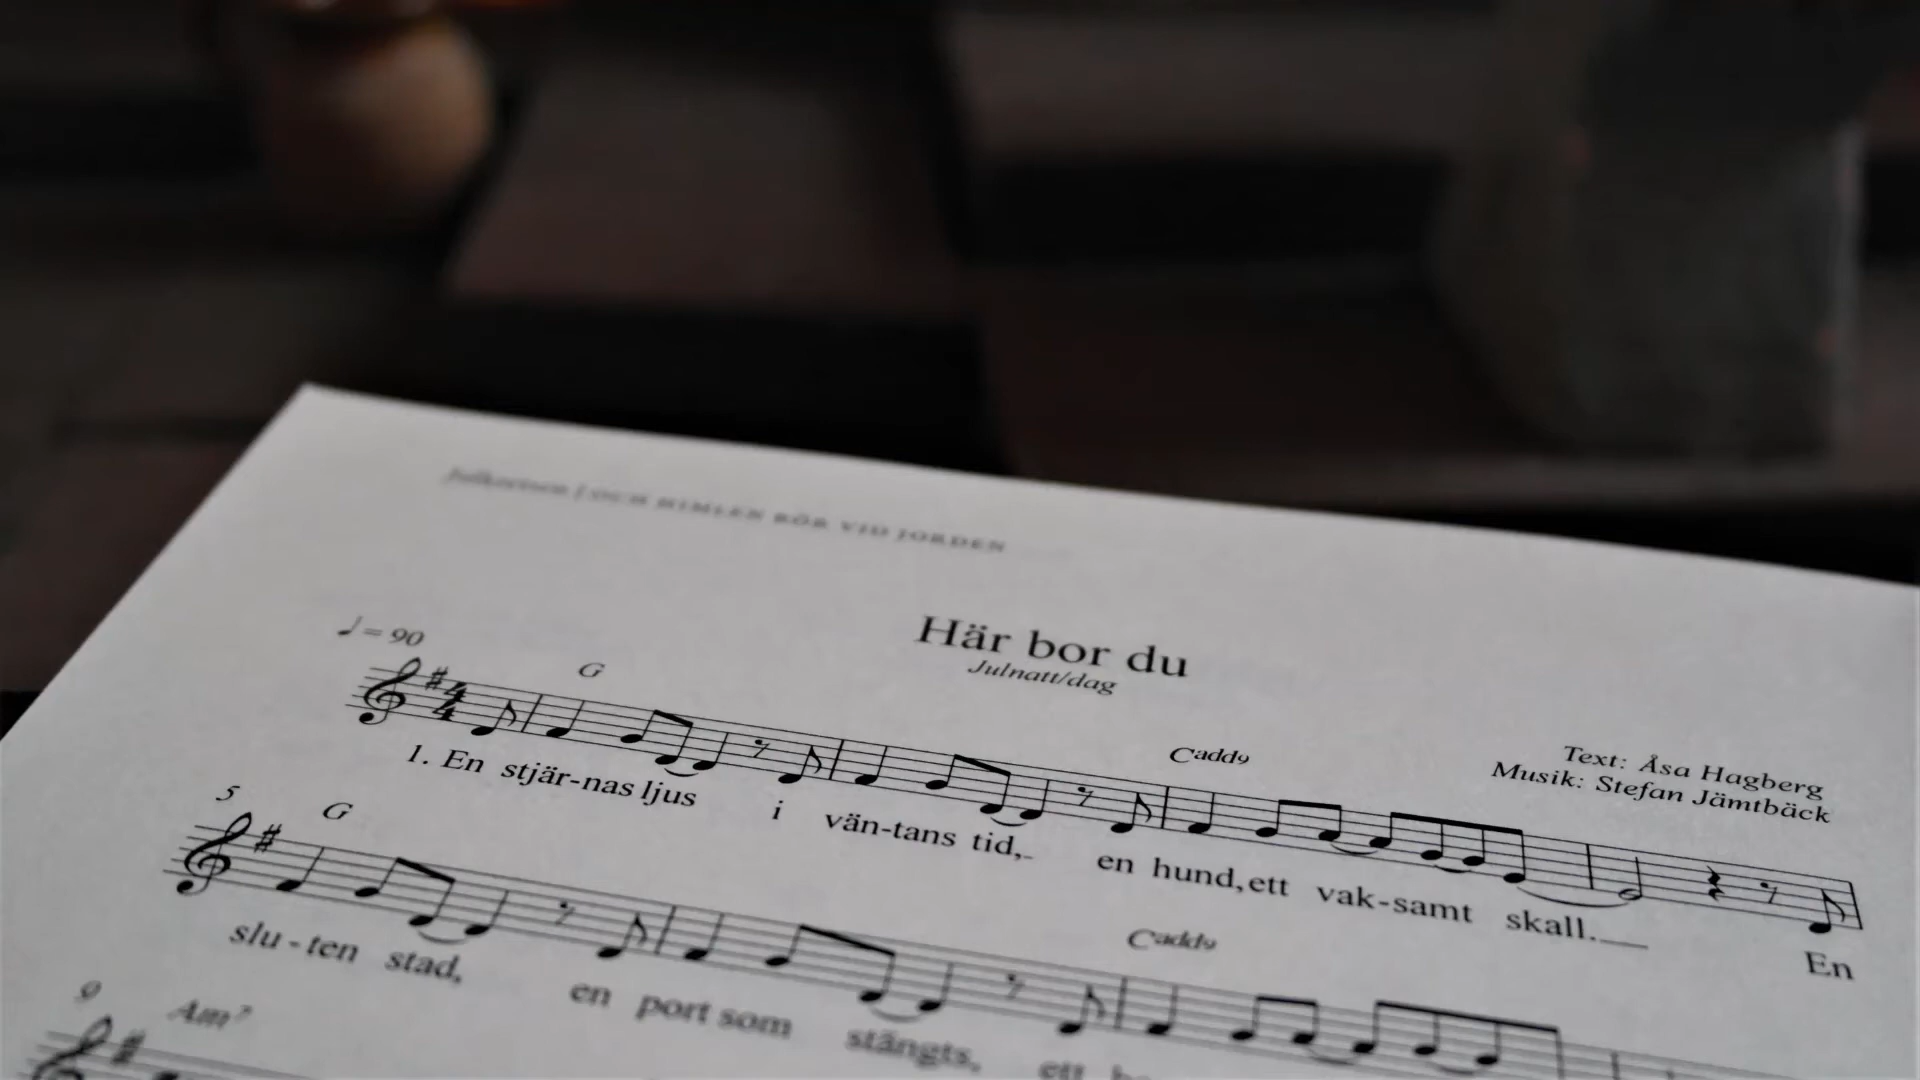 OCH HIMLEN RÖR VID JORDEN
Här bor du
Julnatt/dag
♩ = 90
Text: Åsa Hagberg
Musik: Stefan Jämtbäck
G
Cadd9
1. En stjär-nas ljus i vän-tans tid, en hund, ett vak-samt skall. En
5
G
Cadd9
slu-ten stad, en port som stängts, ett
9
Am7